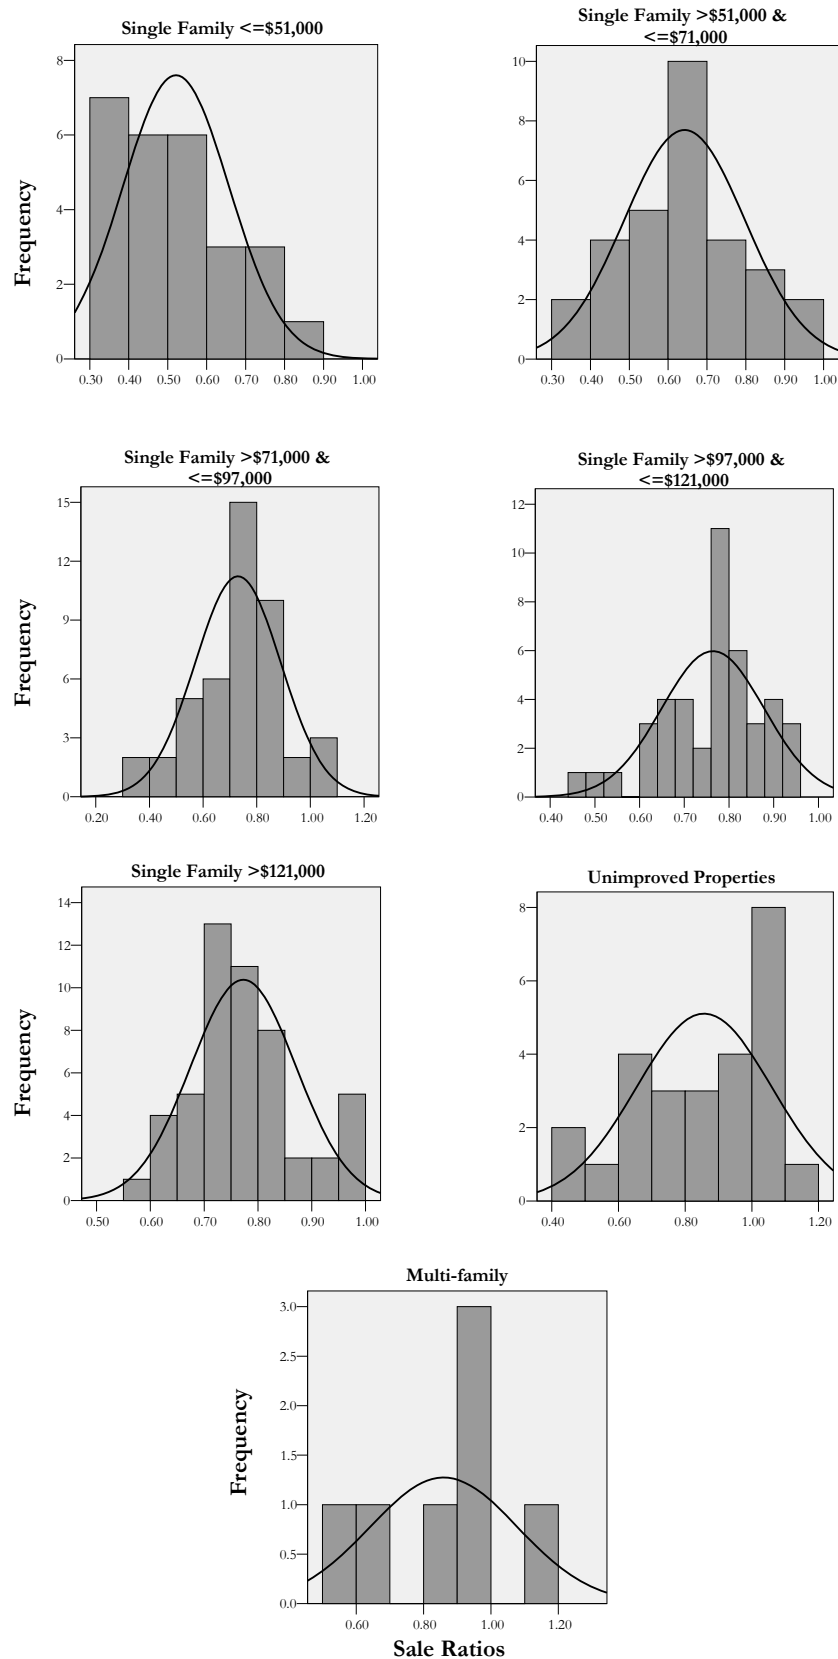 Single Family <=$51,000
Frequency
8
6
4
2
0
0.30 0.40 0.50 0.60 0.70 0.80 0.90 1.00
Single Family >$51,000 &
<=$71,000
10
8
6
4
2
0
0.30 0.40 0.50 0.60 0.70 0.80 0.90 1.00
Single Family >$71,000 &
<=$97,000
Frequency
15
12
9
6
3
0
0.20 0.40 0.60 0.80 1.00 1.20
Single Family >$97,000 &
<=$121,000
12
10
8
6
4
2
0
0.40 0.50 0.60 0.70 0.80 0.90 1.00
Single Family >$121,000
Frequency
14
12
10
8
6
4
2
0
0.50 0.60 0.70 0.80 0.90 1.00
Unimproved Properties
8
6
4
2
0
0.40 0.60 0.80 1.00 1.20
Multi-family
Frequency
3.0
2.5
2.0
1.5
1.0
0.5
0.0
0.60 0.80 1.00 1.20
Sale Ratios